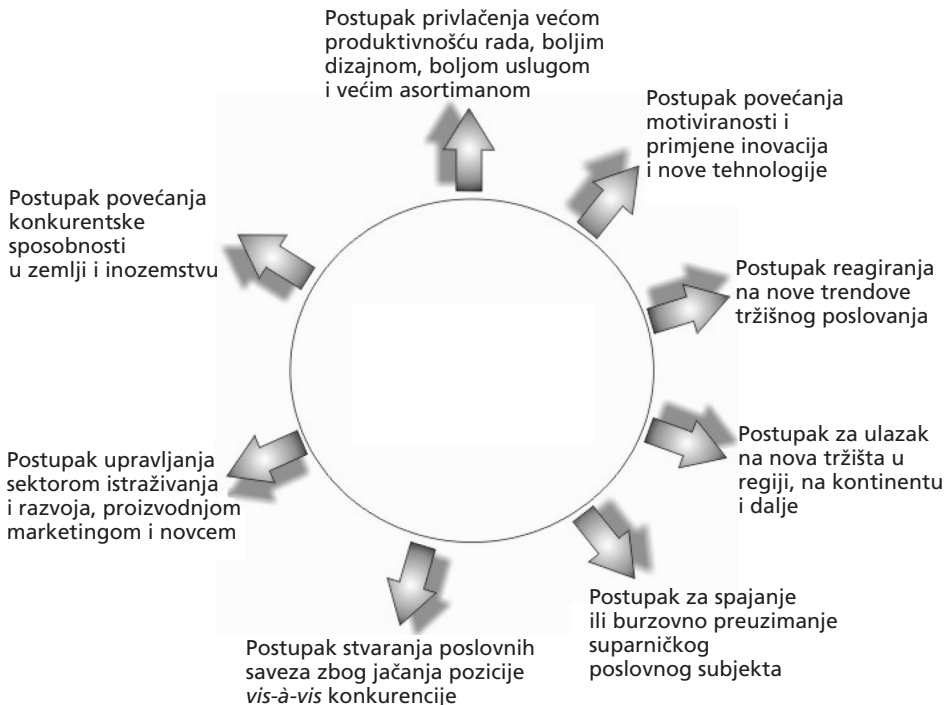 Postupak privlačenja većom
produktivnošću rada, boljim
dizajnom, boljom uslugom
i većim asortimanom
Postupak povećanja
motiviranosti i
primjene inovacija
i nove tehnologije
Postupak reagiranja
na nove trendove
tržišnog poslovanja
Postupak za ulazak
na nova tržišta u
regiji, na kontinentu
i dalje
Postupak za spajanje
ili burzovno preuzimanje
suparničkog
poslovnog subjekta
Postupak stvaranja poslovnih
saveza zbog jačanja pozicije
vis-à-vis konkurencije
Postupak upravljanja
sektorom istraživanja
i razvoja, proizvodnjom
marketingom i novcem
Postupak povećanja
konkurentske
sposobnosti
u zemlji i inozemstvu